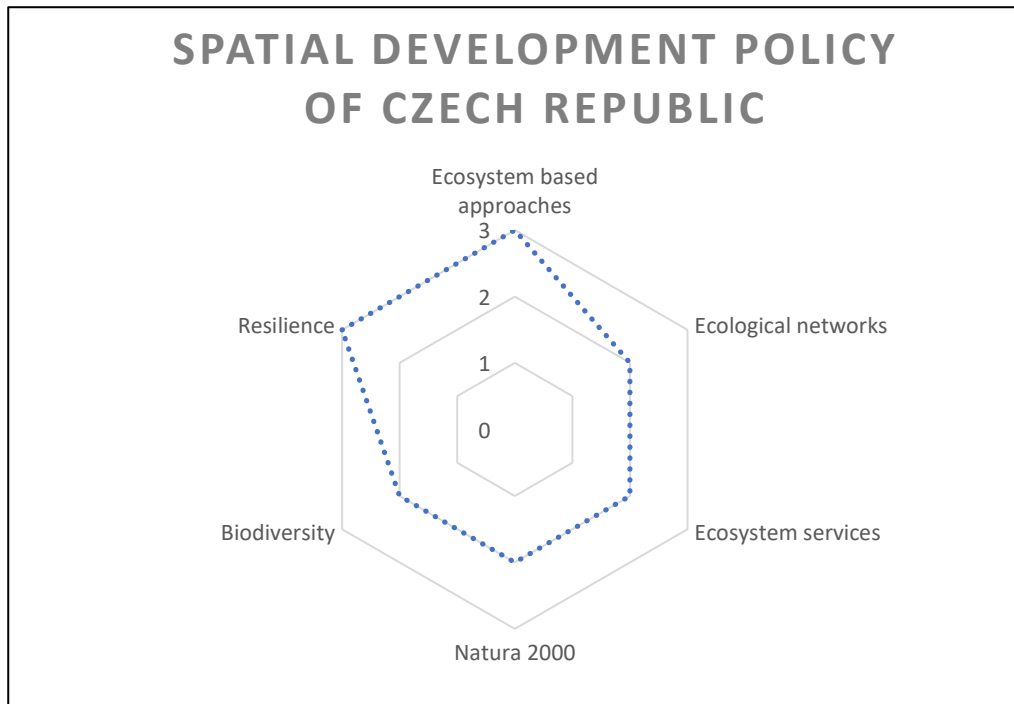 SPATIAL DEVELOPMENT POLICY
OF CZECH REPUBLIC
Ecosystem based
approaches
3
2
1
0
Ecological networks
Ecosystem services
Natura 2000
Biodiversity
Resilience